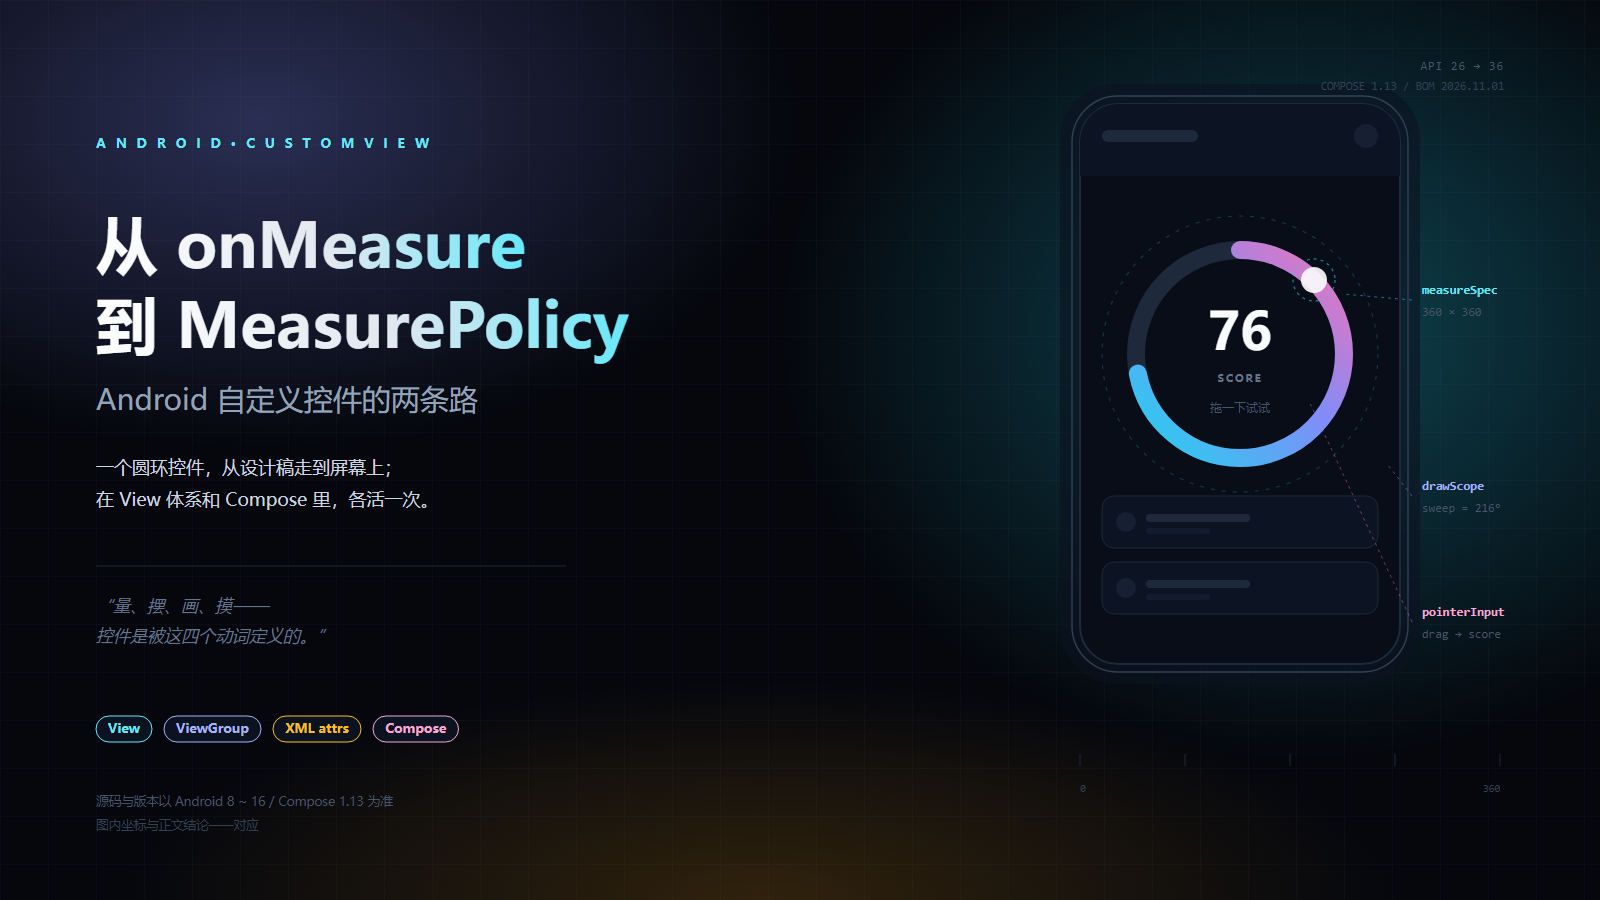 ANDROID·CUSTOMVIEW
从 onMeasure
到 MeasurePolicy
Android 自定义控件的两条路
一个圆环控件，从设计稿走到屏幕上；
在 View 体系和 Compose 里，各活一次。
“量、摆、画、摸——
控件是被这四个动词定义的。”
View
ViewGroup
XML attrs
Compose
源码与版本以 Android 8 ~ 16 / Compose 1.13 为准
图内坐标与正文结论一一对应
API 26 → 36
COMPOSE 1.13 / BOM 2026.11.01
76
SCORE
拖一下试试
measureSpec
360 × 360
drawScope
sweep = 216°
pointerInput
drag → score
0
360